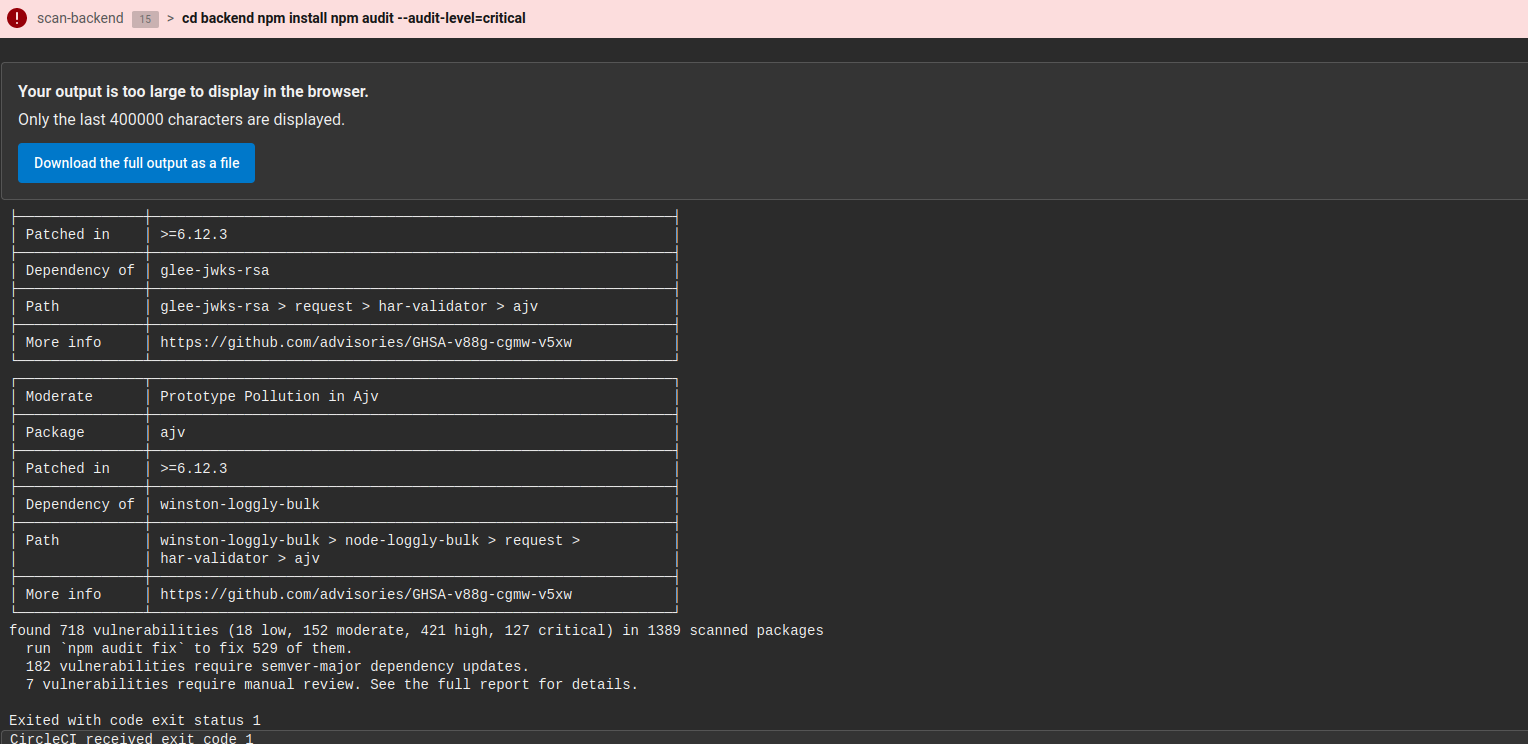 scan-backend 15 > cd backend npm install npm audit --audit-level=critical
Your output is too large to display in the browser.
Only the last 400000 characters are displayed.
Download the full output as a file
Patched in >=6.12.3
Dependency of glee-jwks-rsa
Path glee-jwks-rsa > request > har-validator > ajv
More info https://github.com/advisories/GHSA-v88g-cgmw-v5xw
Moderate Prototype Pollution in Ajv
Package ajv
Patched in >=6.12.3
Dependency of winston-loggly-bulk
Path winston-loggly-bulk > node-loggly-bulk > request >
har-validator > ajv
More info https://github.com/advisories/GHSA-v88g-cgmw-v5xw
found 718 vulnerabilities (18 low, 152 moderate, 421 high, 127 critical) in 1389 scanned packages
run `npm audit fix` to fix 529 of them.
182 vulnerabilities require semver-major dependency updates.
7 vulnerabilities require manual review. See the full report for details.
Exited with code exit status 1
CircleCI received exit code 1